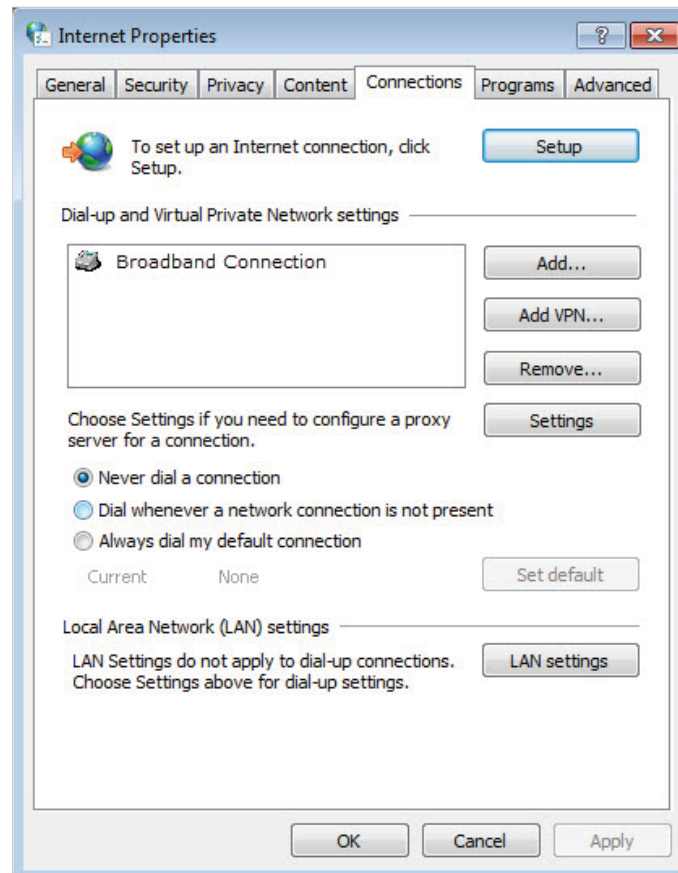 Internet Properties
General Security Privacy Content Connections Programs Advanced
To set up an Internet connection, click
Setup.
Setup
Dial-up and Virtual Private Network settings
Broadband Connection
Add...
Add VPN...
Remove...
Choose Settings if you need to configure a proxy
server for a connection.
Settings
Never dial a connection
Dial whenever a network connection is not present
Always dial my default connection
Current None
Set default
Local Area Network (LAN) settings
LAN Settings do not apply to dial-up connections.
Choose Settings above for dial-up settings.
LAN settings
OK Cancel Apply